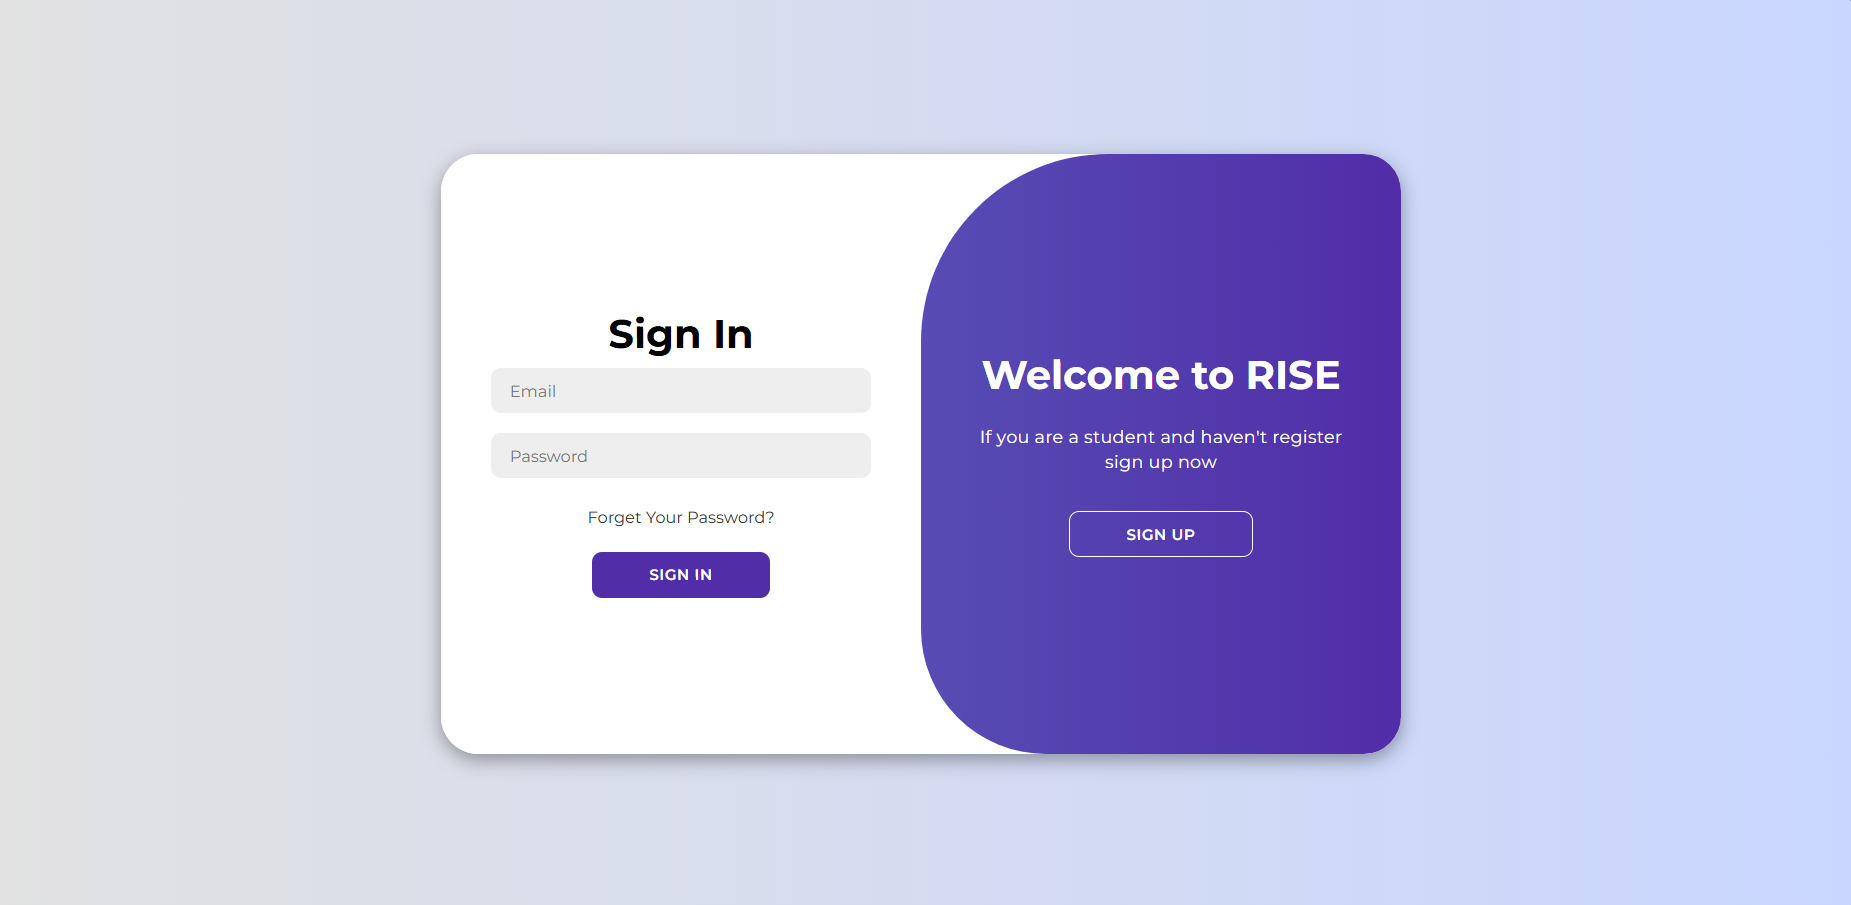 Sign In
Email
Password
Forget Your Password?
SIGN IN
Welcome to RISE
If you are a student and haven't register
sign up now
SIGN UP